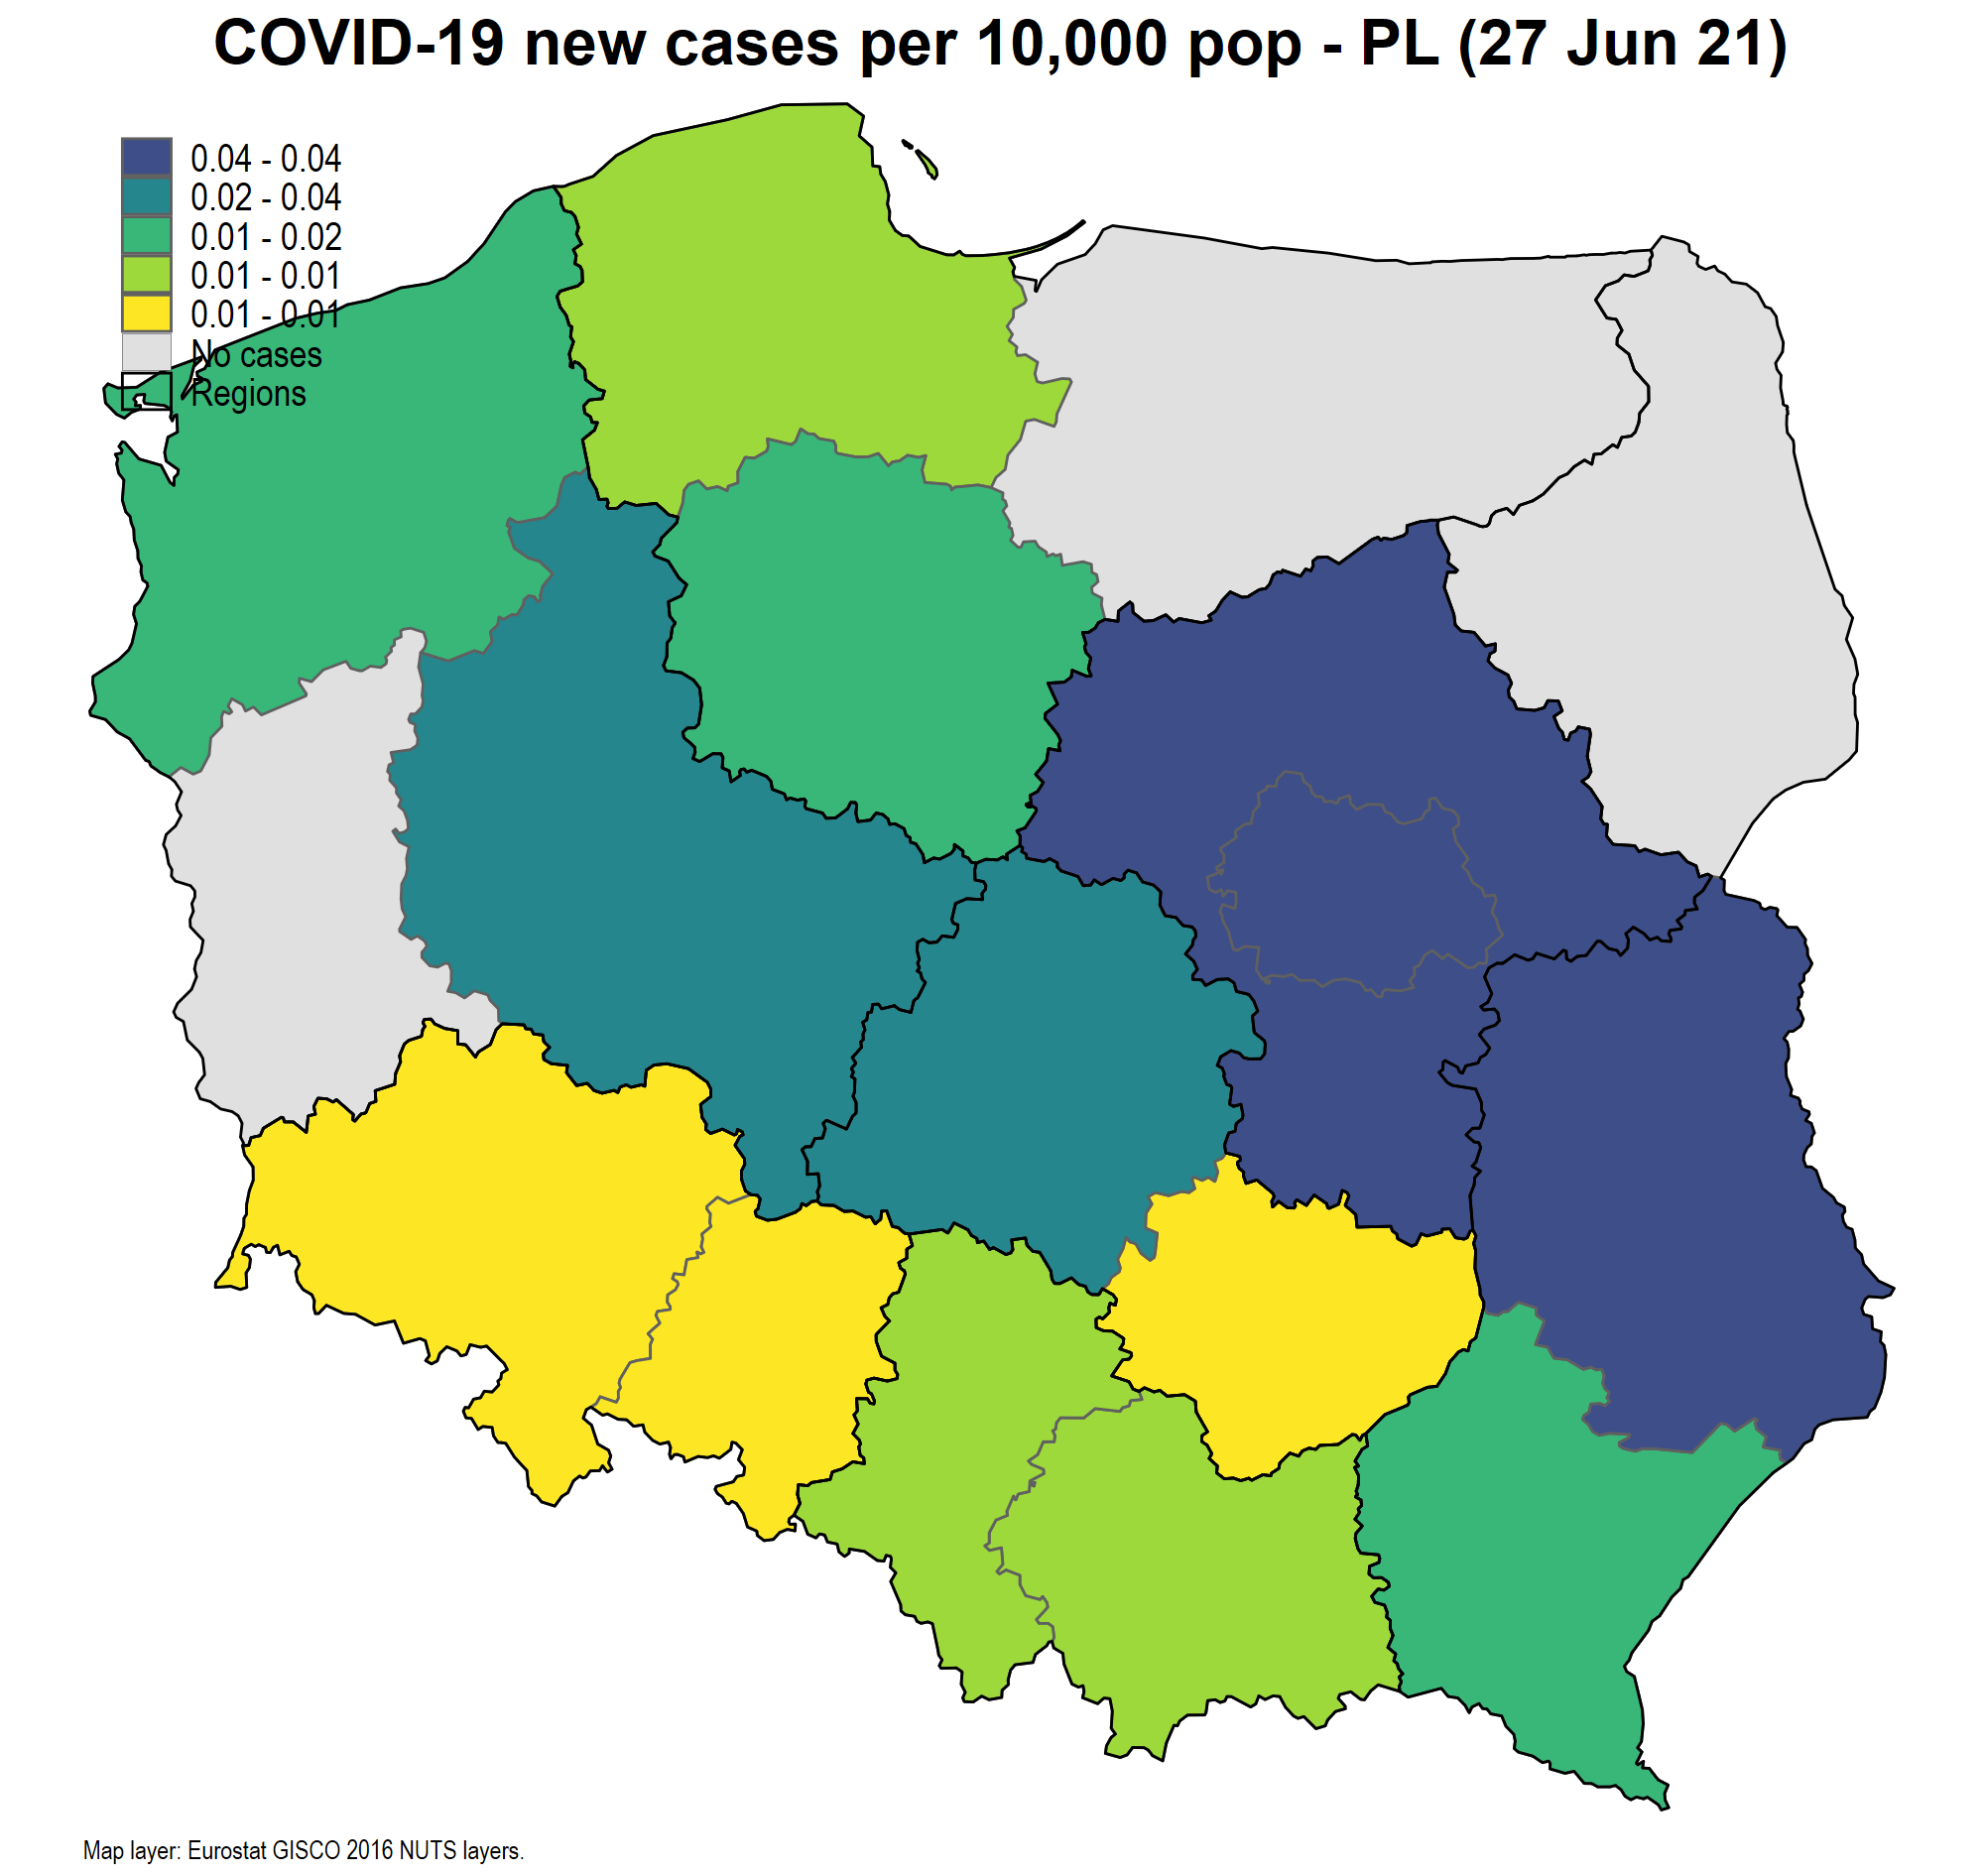 COVID-19 new cases per 10,000 pop - PL (27 Jun 21)
0.04 - 0.04
0.02 - 0.04
0.01 - 0.02
0.01 - 0.01
0.01 - 0.01
No cases
Regions
Map layer: Eurostat GISCO 2016 NUTS layers.